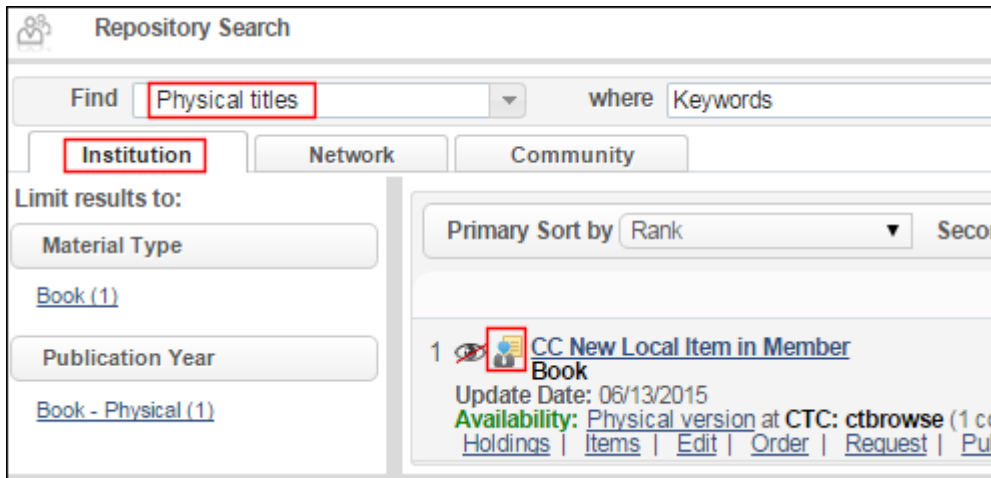 Repository Search
Find Physical titles where Keywords
Institution Network Community
Limit results to:
Material Type
Book (1)
Publication Year
Book - Physical (1)
Primary Sort by Rank
1 CC New Local Item in Member
Book
Update Date: 06/13/2015
Availability: Physical version at CTC: ctbrowse (1
Holdings | Items | Edit | Order | Request |